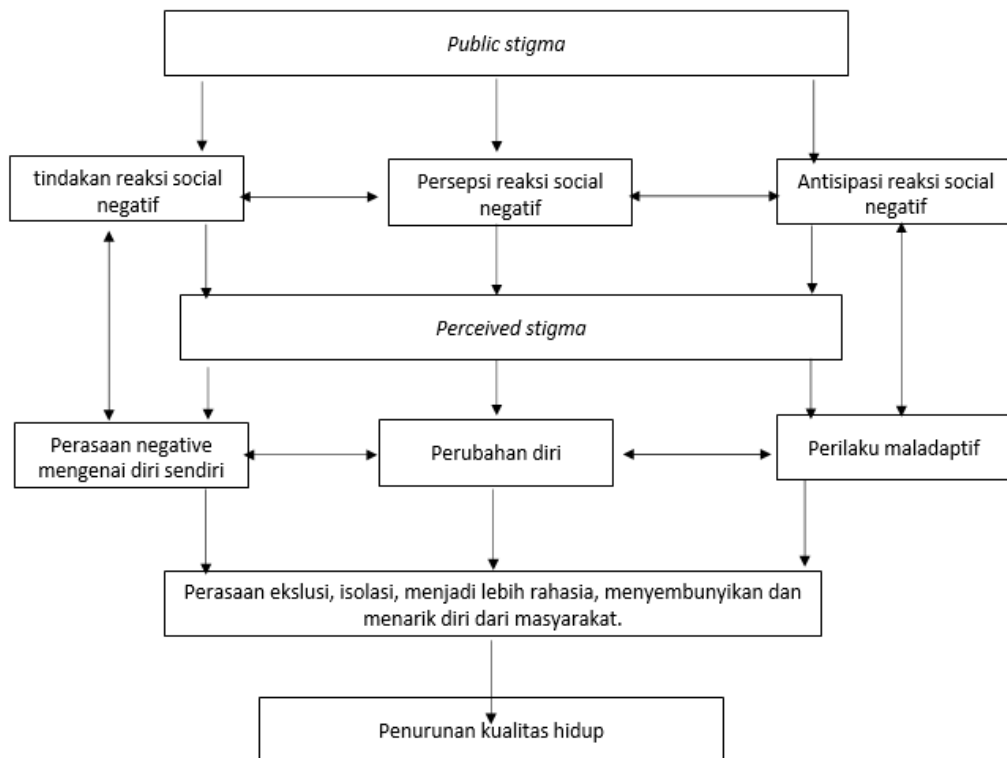 Public stigma
tindakan reaksi social
negatif
Persepsi reaksi social
negatif
Antisipasi reaksi social
negatif
Perceived stigma
Perasaan negative
mengenai diri sendiri
Perubahan diri
Perilaku maladaptif
Perasaan ekslusi, isolasi, menjadi lebih rahasia, menyembunyikan dan
menarik diri dari masyarakat.
Penurunan kualitas hidup